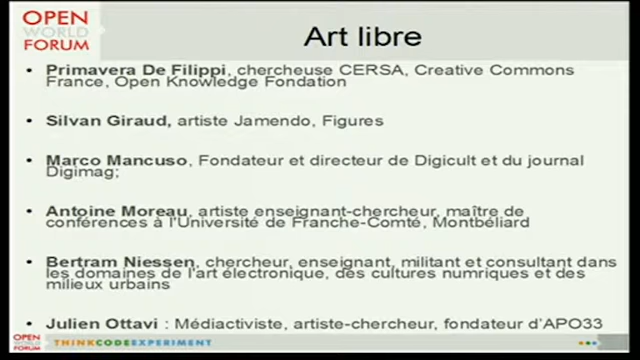 OPEN
WORLD
FORUM
Art libre
• Primavera De Filippi, chercheuse CERSA, Creative Commons
France, Open Knowledge Fondation
• Silvan Giraud, artiste Jamendo, Figures
• Marco Mancuso, Fondateur et directeur de Digicult et du journal
Digimag;
• Antoine Moreau, artiste enseignant-chercheur, maître de
conférences à l'Université de Franche-Comté, Montbéliard
• Bertram Niessen, chercheur, enseignant, militant et consultant dans
les domaines de l'art électronique, des cultures numriques et des
milieux urbains
• Julien Ottavi : Médiactiviste, artiste-chercheur, fondateur d'APO33
OPEN
WORLD
FORUM
THINKCODEEXPERIMENT